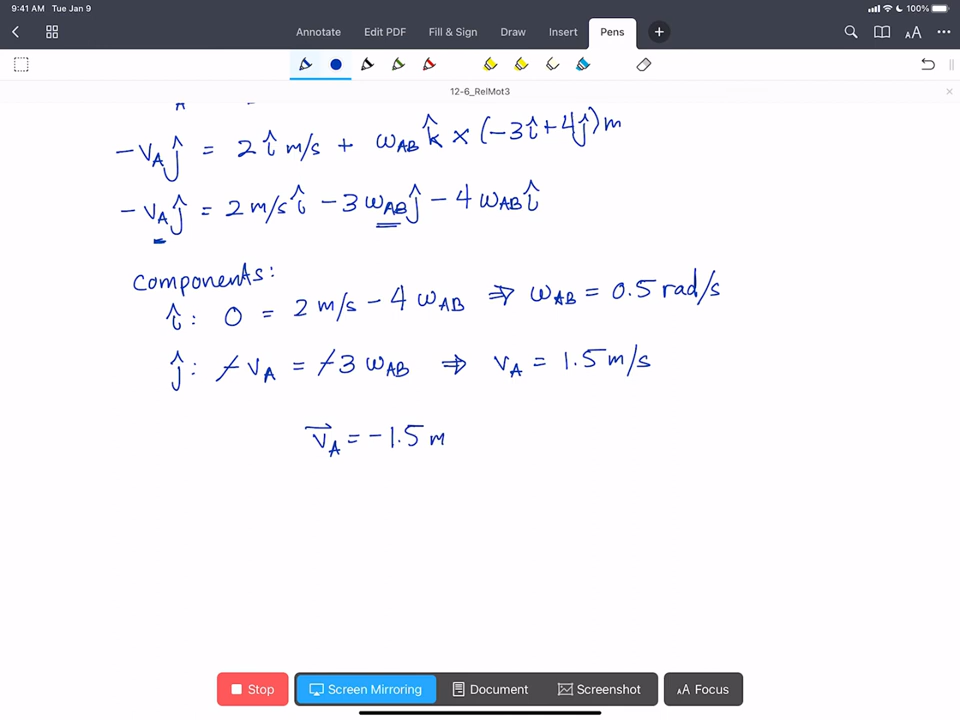 9:41 AM Tue Jan 9 100%
Annotate Edit PDF Fill & Sign Draw Insert Pens + AA
12-6_RelMot3
A
-v_A ĵ = 2 î m/s + ω_AB k̂ × (-3î + 4ĵ) m
-v_A ĵ = 2 m/s î - 3 ω_AB ĵ - 4 ω_AB î
Components:
î: 0 = 2 m/s - 4 ω_AB ⇒ ω_AB = 0.5 rad/s
ĵ: -v_A = -3 ω_AB ⇒ v_A = 1.5 m/s
v⃗_A = -1.5 m
Stop Screen Mirroring Document Screenshot AA Focus